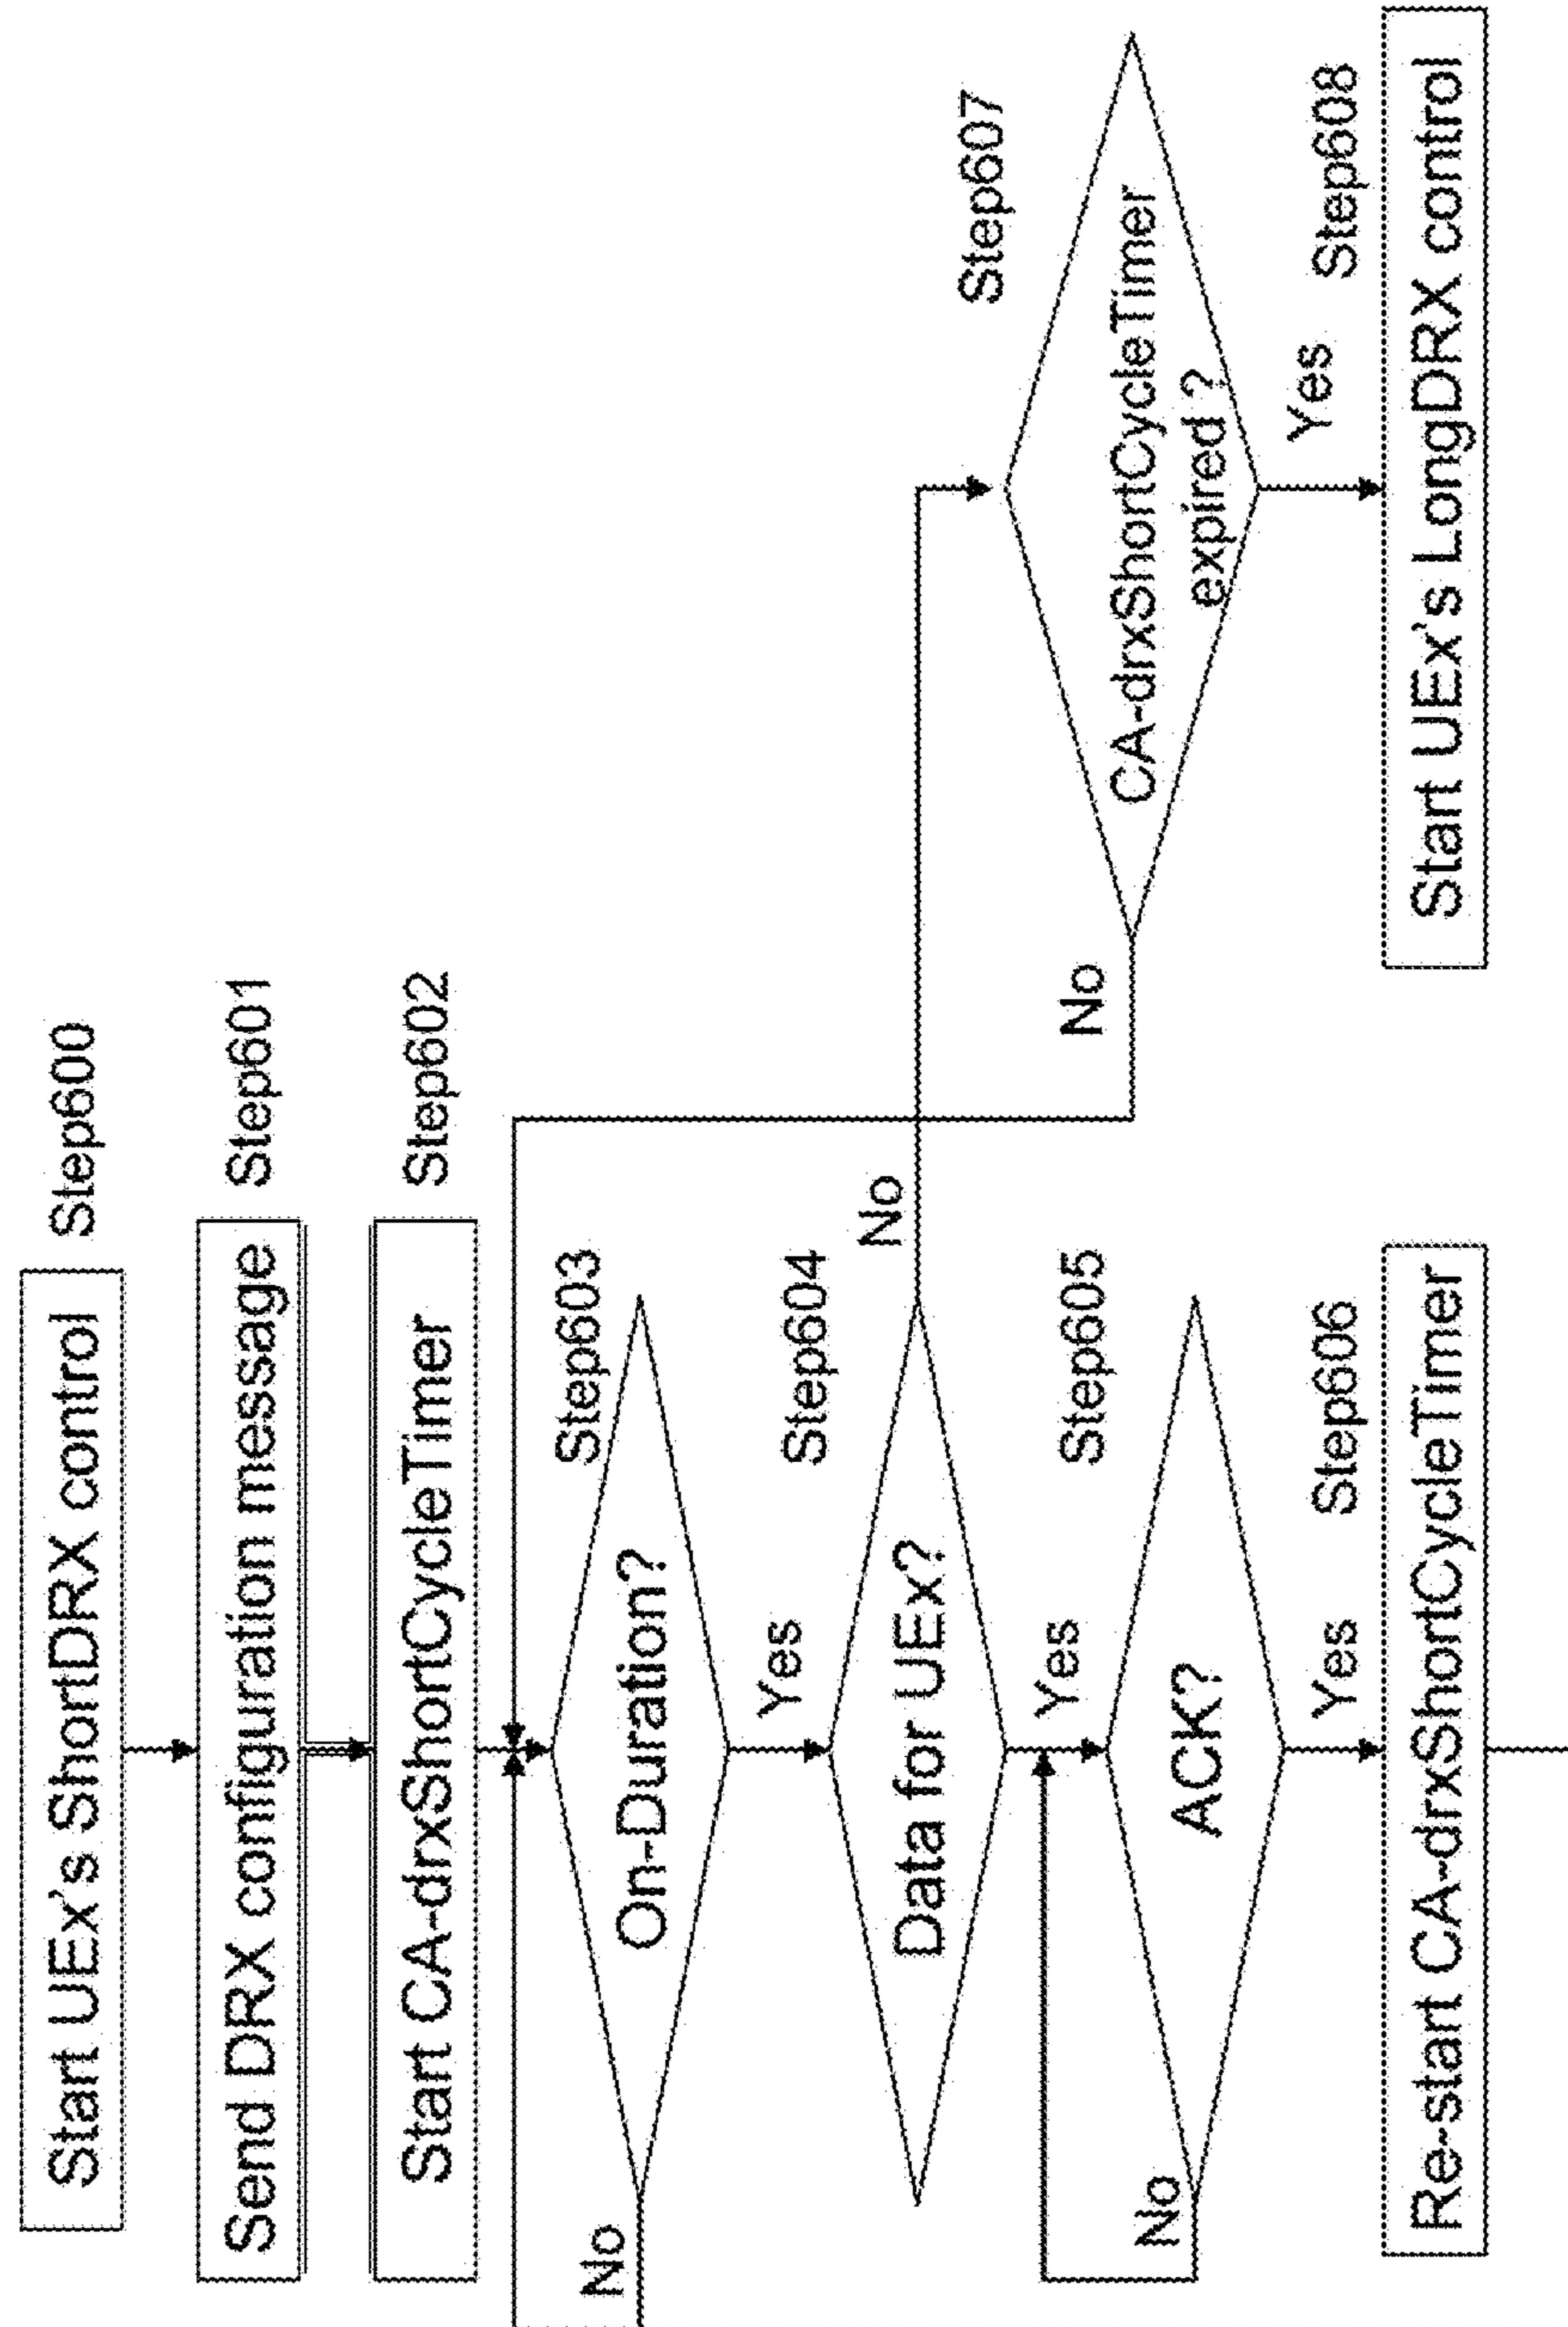 Start UEx's ShortDRX control
Step600
Send DRX configuration message
Step601
Start CA-drxShortCycleTimer
Step602
On-Duration?
Step603
No
Yes
Data for UEx?
Step604
No
Yes
ACK?
Step605
No
Yes
Re-start CA-drxShortCycleTimer
Step606
CA-drxShortCycleTimer
expired ?
Step607
No
Yes
Start UEx's LongDRX control
Step608